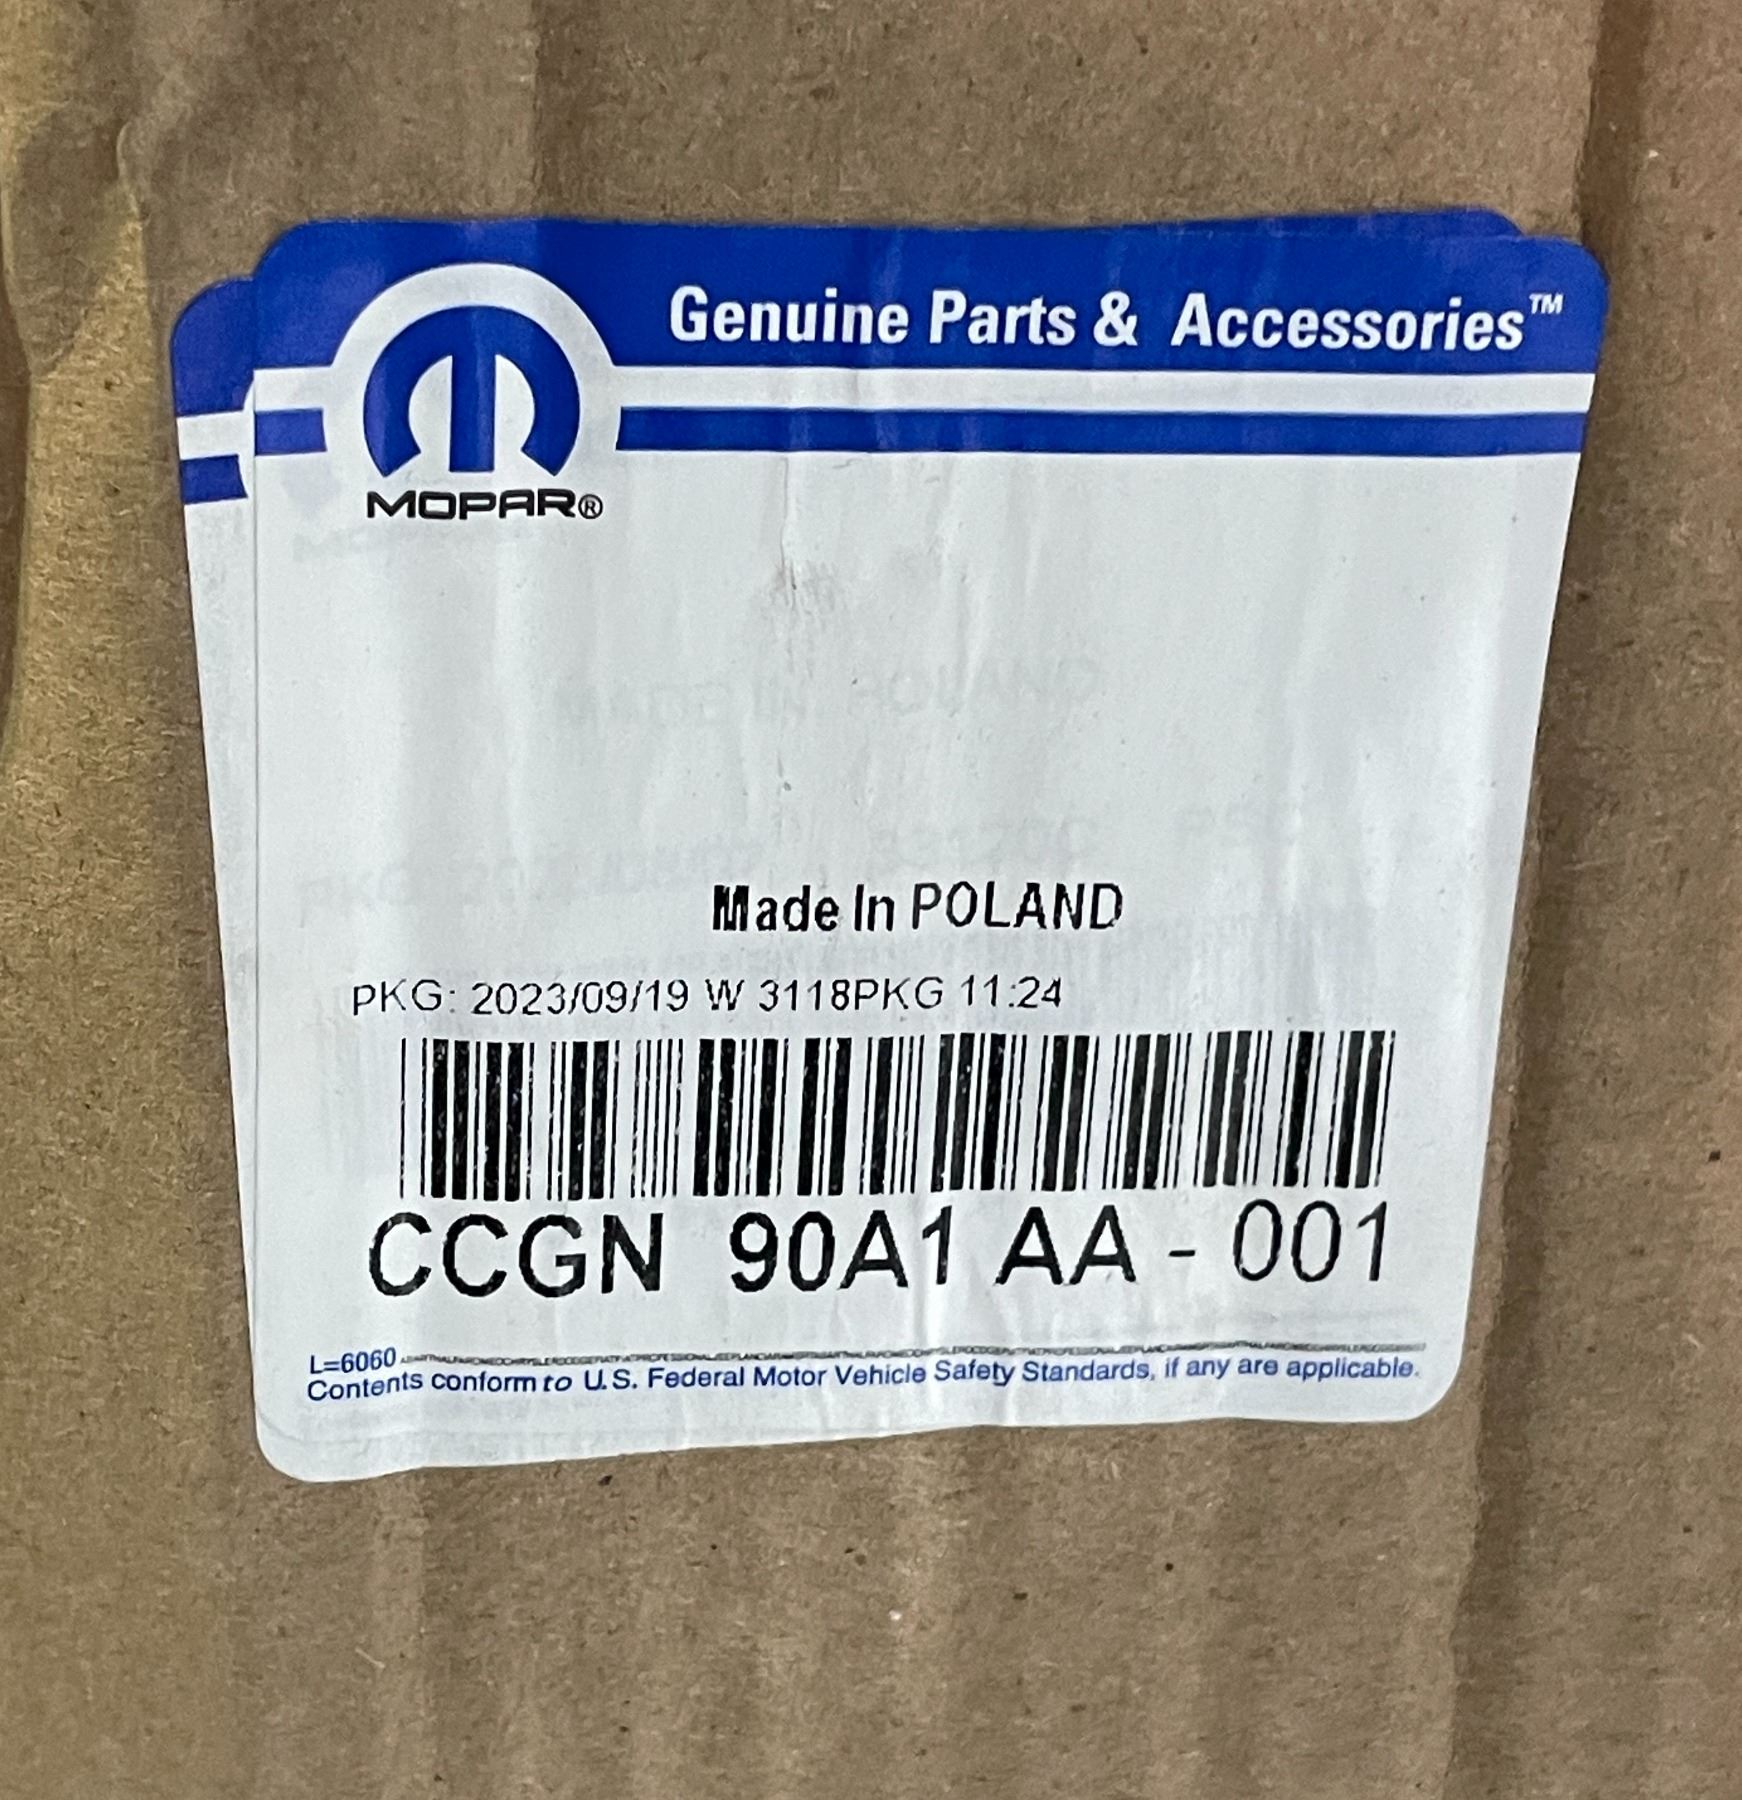 Genuine Parts & Accessories™
MOPAR®
Made In POLAND
PKG: 2023/09/19 W 3118PKG 11:24
CCGN 90A1 AA - 001
L=6060
Contents conform to U.S. Federal Motor Vehicle Safety Standards, if any are applicable.